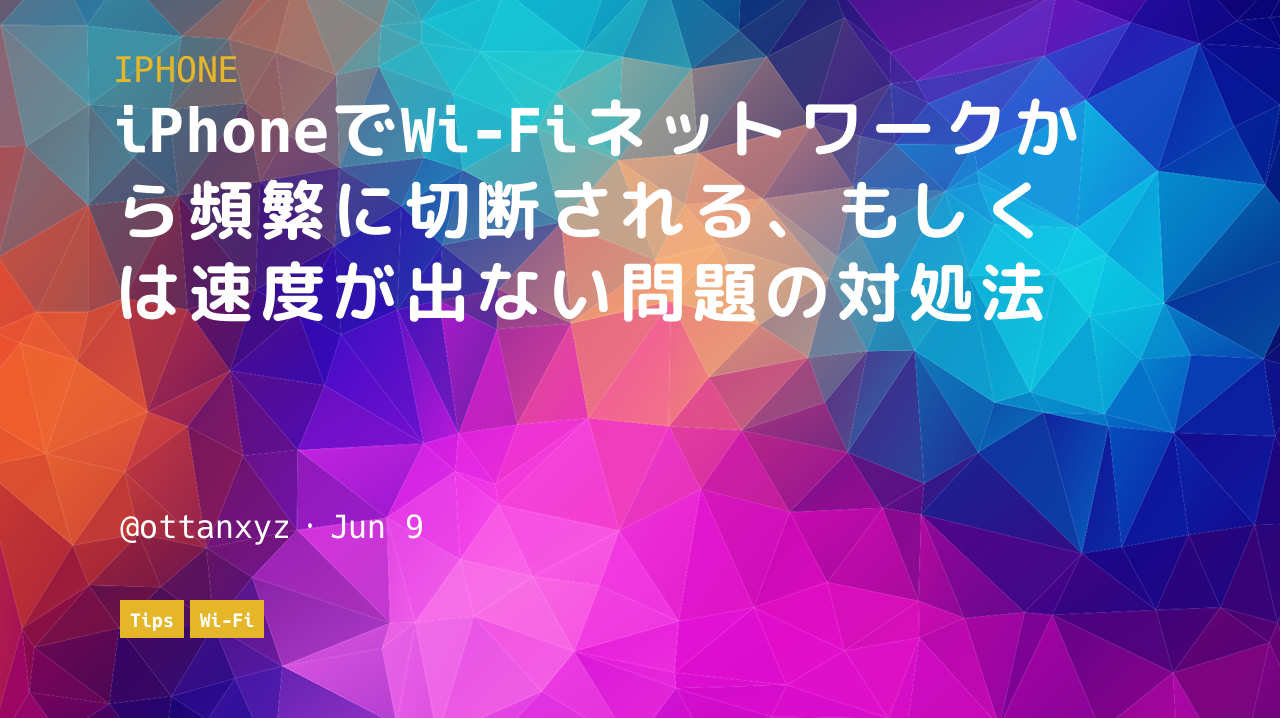 IPHONE
iPhoneでWi-Fiネットワークか
ら頻繁に切断される、もしく
は速度が出ない問題の対処法
@ottanxyz · Jun 9
Tips Wi-Fi